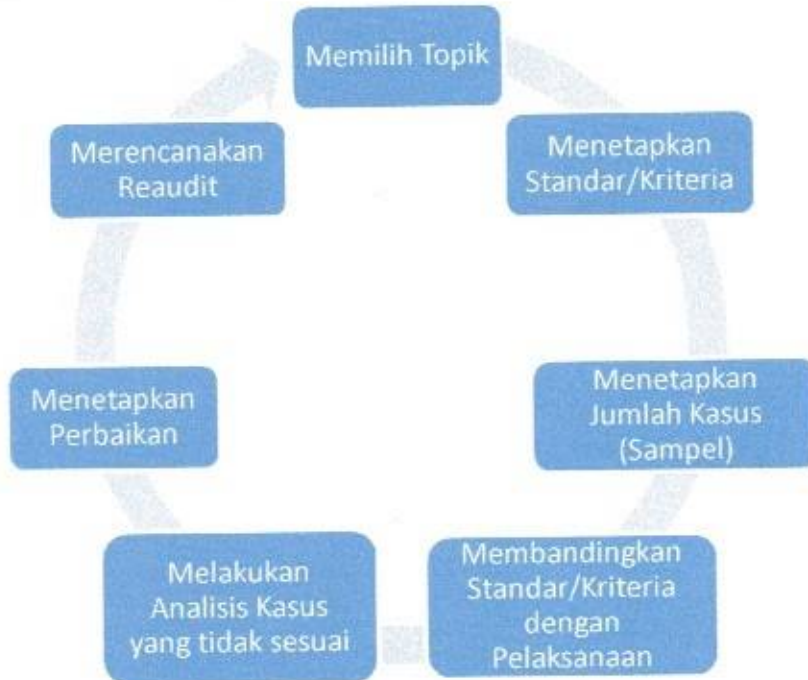 Memilih Topik
Menetapkan
Standar/Kriteria
Menetapkan
Jumlah Kasus
(Sampel)
Membandingkan
Standar/Kriteria
dengan
Pelaksanaan
Melakukan
Analisis Kasus
yang tidak sesuai
Menetapkan
Perbaikan
Merencanakan
Reaudit